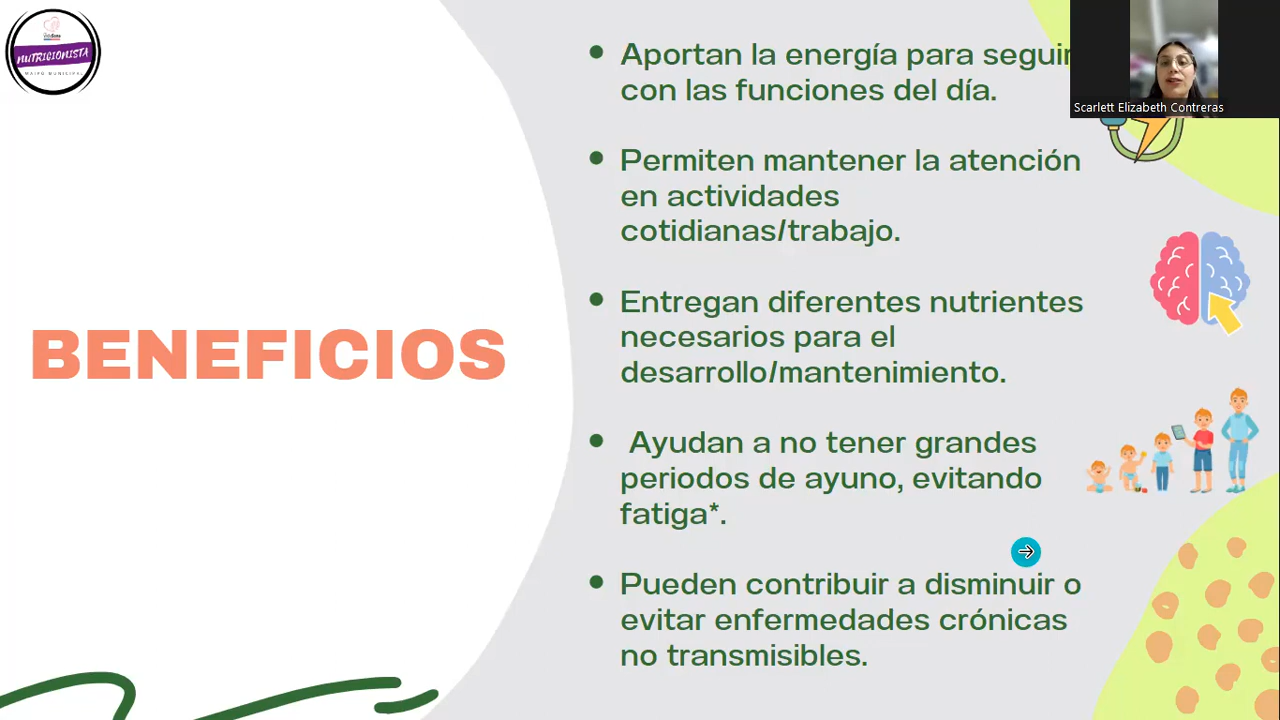 Vida Sana
NUTRICIONISTA
MAIPÚ MUNICIPAL
BENEFICIOS
• Aportan la energía para seguir
con las funciones del día.
• Permiten mantener la atención
en actividades
cotidianas/trabajo.
• Entregan diferentes nutrientes
necesarios para el
desarrollo/mantenimiento.
• Ayudan a no tener grandes
periodos de ayuno, evitando
fatiga*.
• Pueden contribuir a disminuir o
evitar enfermedades crónicas
no transmisibles.
Scarlett Elizabeth Contreras